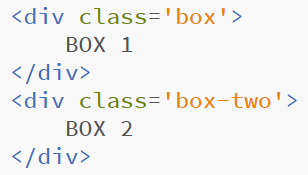 <div class='box'>
    BOX 1
</div>
<div class='box-two'>
    BOX 2
</div>